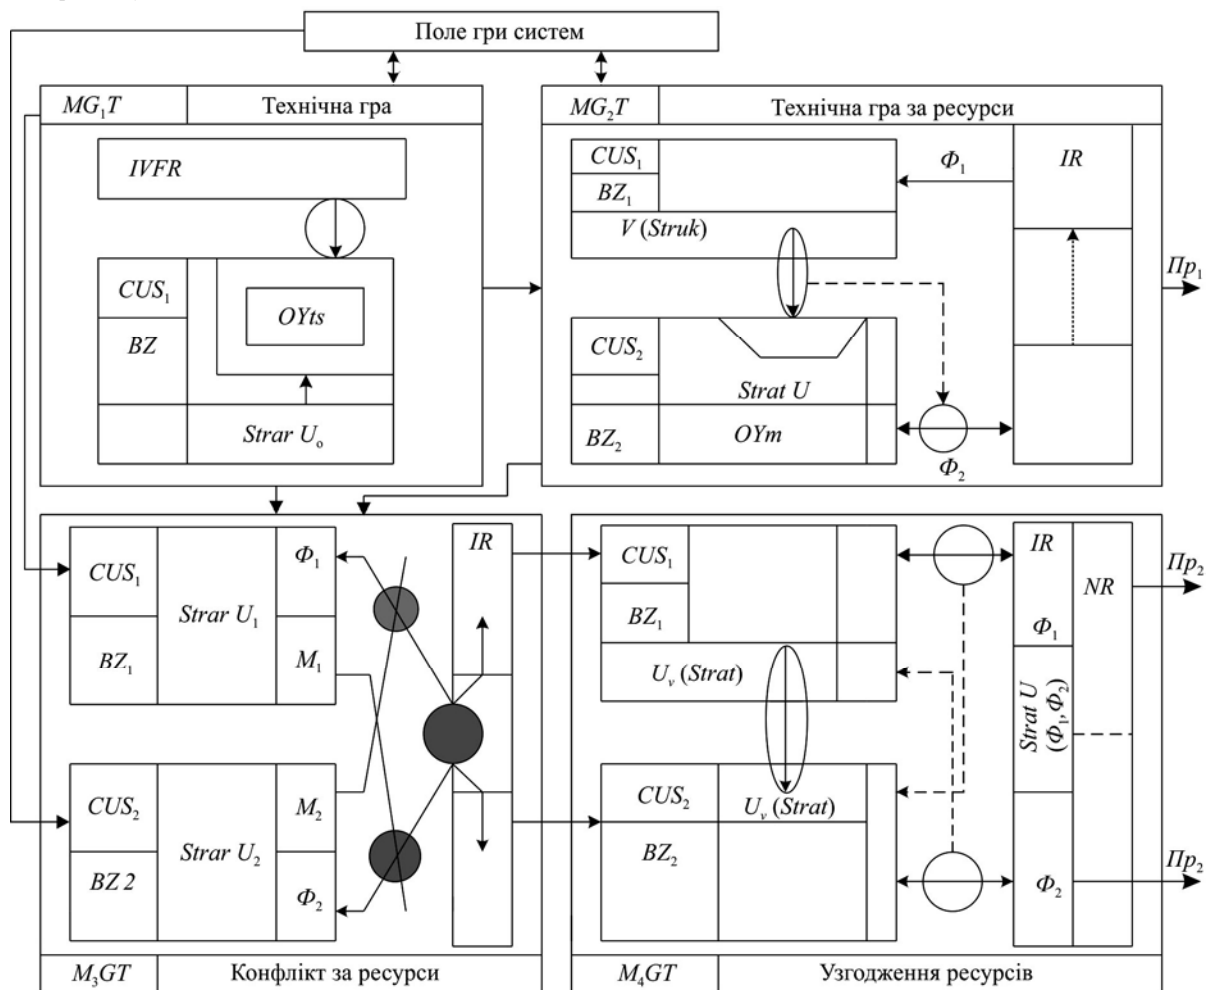 Поле гри систем
MG₁T
Технічна гра
IVFR
CUS₁
BZ
OYts
Strar Uₒ
MG₂T
Технічна гра за ресурси
CUS₁
BZ₁
V (Struk)
Ф₁
IR
CUS₂
Strat U
BZ₂
OYm
Ф₂
Пр₁
CUS₁
Strar U₁
Ф₁
BZ₁
M₁
IR
CUS₂
Strar U₂
M₂
BZ 2
Ф₂
M₃GT
Конфлікт за ресурси
CUS₁
BZ₁
Uᵥ (Strat)
CUS₂
Uᵥ (Strat)
BZ₂
IR
NR
Ф₁
Strat U
(Ф₁, Ф₂)
Ф₂
Пр₂
Пр₂
M₄GT
Узгодження ресурсів